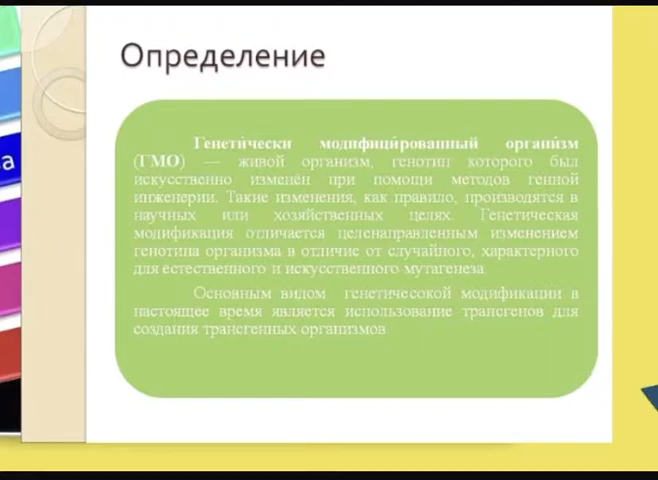 Определение
Генети́чески модифици́рованный органи́зм
(ГМО) — живой организм, генотип которого был
искусственно изменён при помощи методов генной
инженерии. Такие изменения, как правило, производятся в
научных или хозяйственных целях. Генетическая
модификация отличается целенаправленным изменением
генотипа организма в отличие от случайного, характерного
для естественного и искусственного мутагенеза.
Основным видом генетичесокой модификации в
настоящее время является использование трансгенов для
создания трансгенных организмов.
а